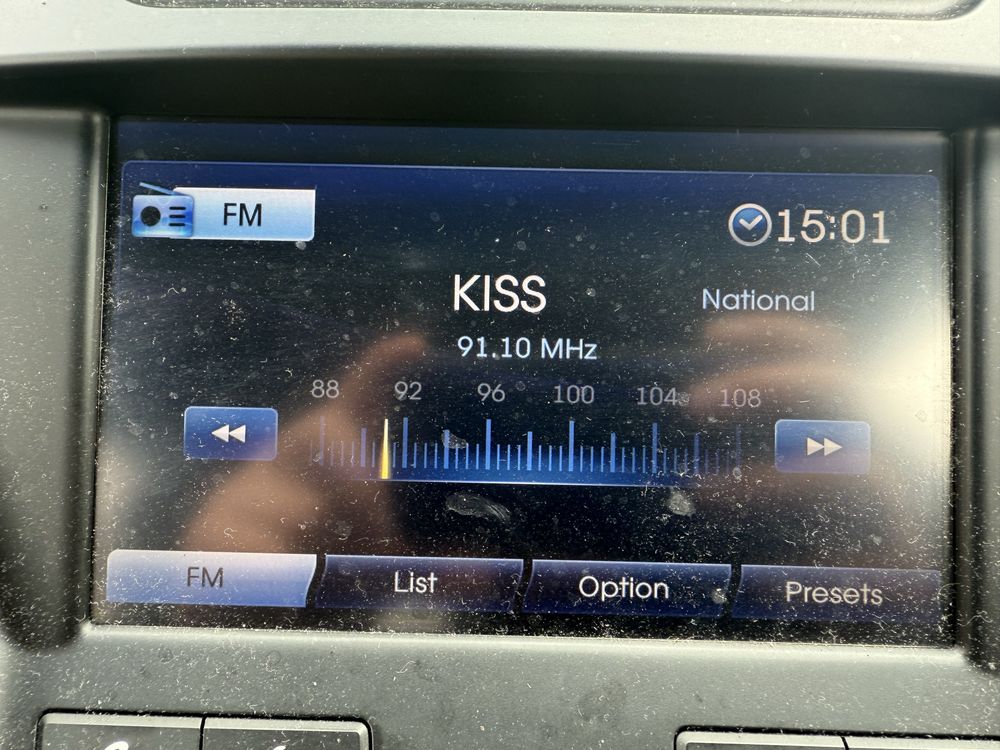 FM
15:01
KISS
National
91.10 MHz
88 92 96 100 104 108
FM List Option Presets